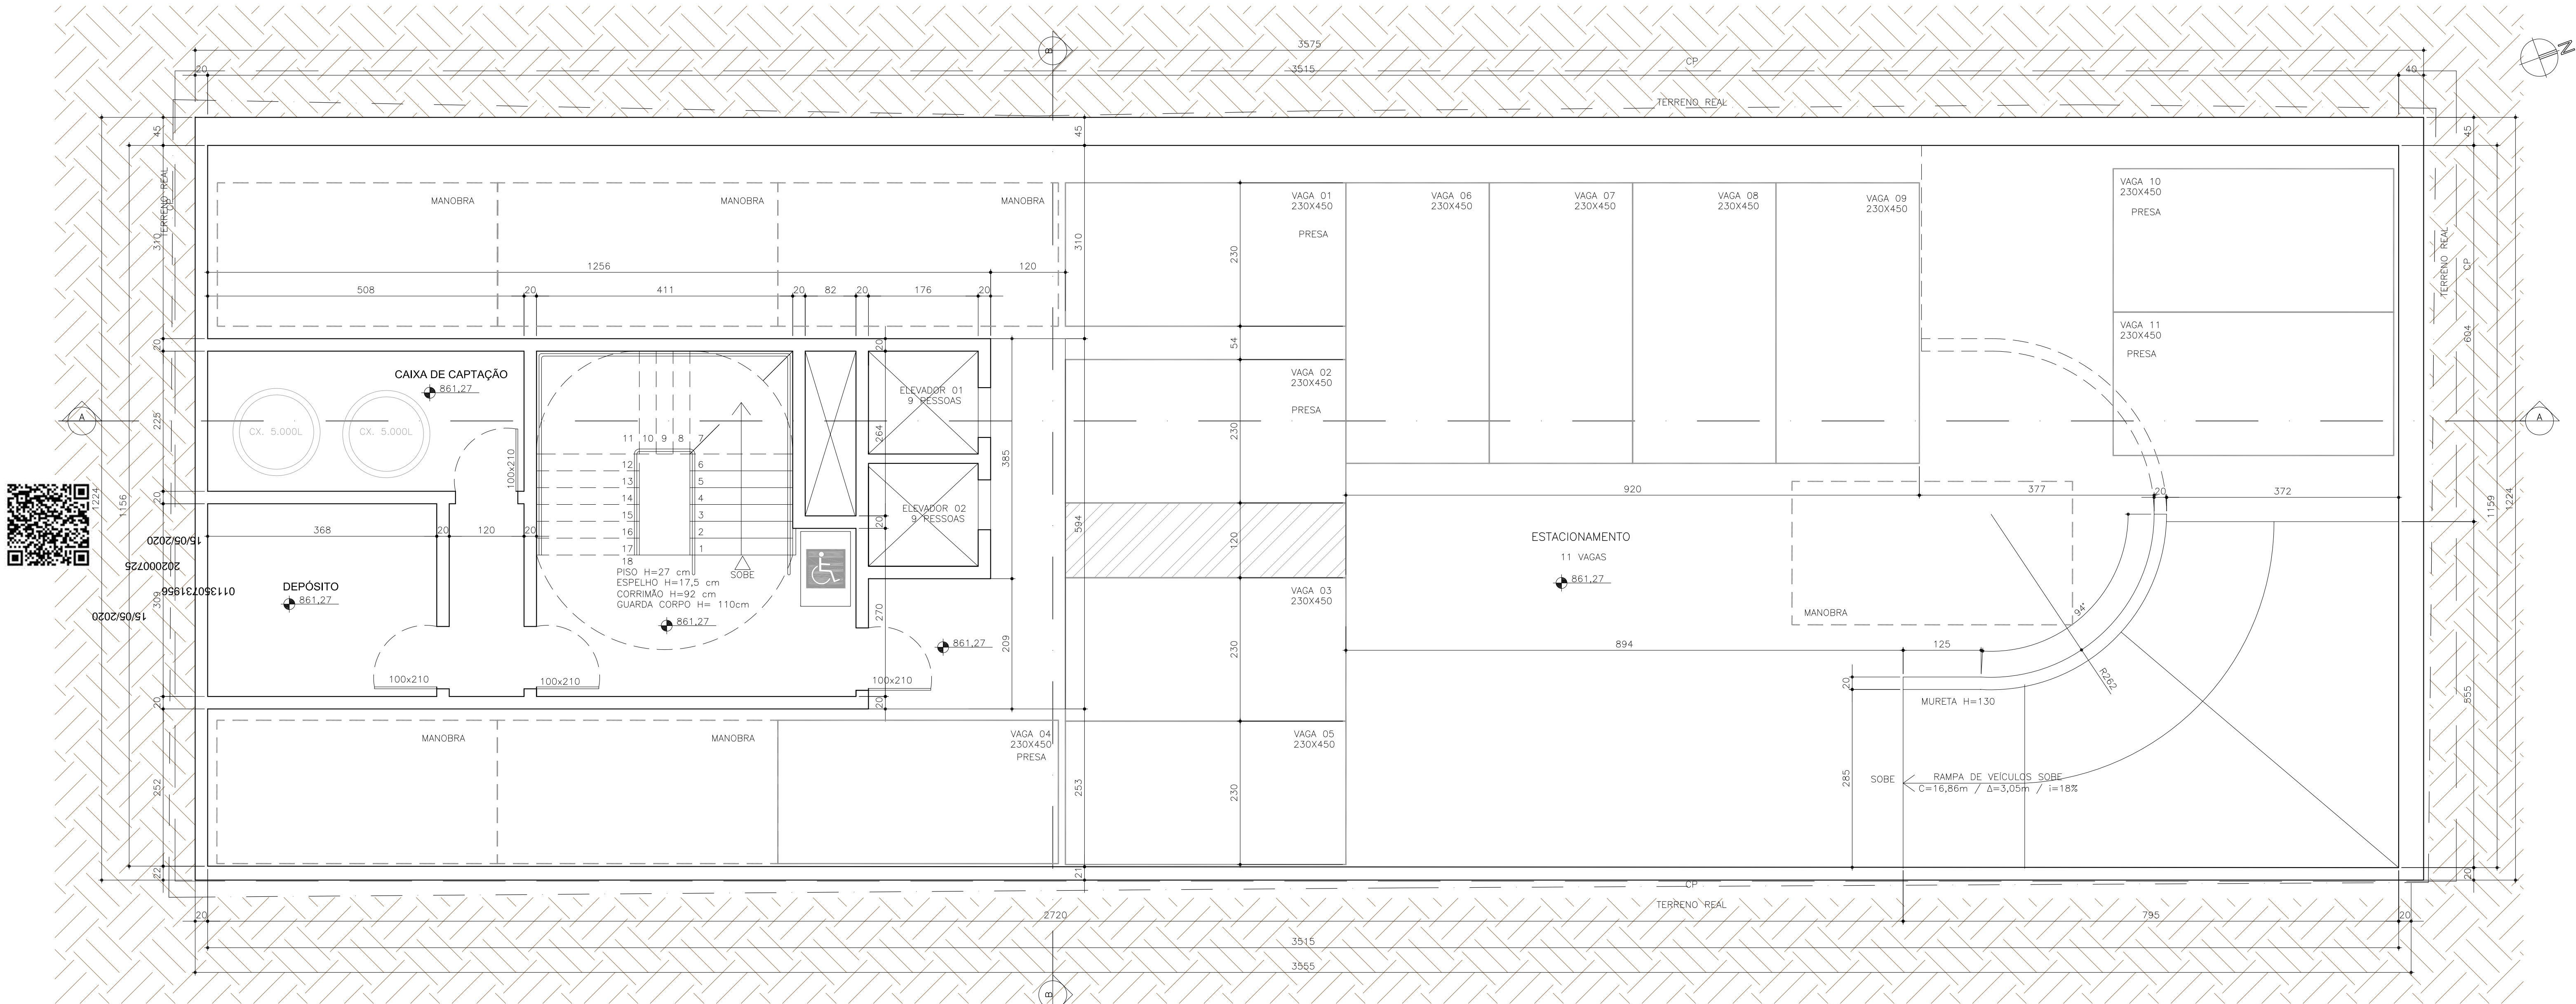 3575
B
CP
20
3515
40
N
TERRENO REAL
45
45
45
TERRENO REAL
CP
MANOBRA
MANOBRA
MANOBRA
VAGA 01
230X450
PRESA
VAGA 06
230X450
VAGA 07
230X450
VAGA 08
230X450
VAGA 09
230X450
VAGA 10
230X450
PRESA
310
310
230
1256
120
508
20
411
20
82
20
176
20
TERRENO REAL
CP
604
VAGA 11
230X450
PRESA
20
20
54
CAIXA DE CAPTAÇÃO
861,27
CX. 5.000L
CX. 5.000L
225
100x210
ELEVADOR 01
9 PESSOAS
VAGA 02
230X450
PRESA
230
A
A
11
10
9
8
7
12
6
13
5
14
4
15
3
16
2
17
1
18
264
385
20
1224
1156
368
20
120
20
ELEVADOR 02
9 PESSOAS
20
594
120
920
377
20
372
1159
1224
ESTACIONAMENTO
11 VAGAS
861,27
15/05/2020
202000725
011350731956
15/05/2020
309
DEPÓSITO
861,27
SOBE
PISO H=27 cm
ESPELHO H=17,5 cm
CORRIMÃO H=92 cm
GUARDA CORPO H= 110cm
861,27
270
209
861,27
VAGA 03
230X450
230
MANOBRA
94°
894
125
R262
100x210
100x210
100x210
20
20
20
MURETA H=130
555
MANOBRA
MANOBRA
VAGA 04
230X450
PRESA
VAGA 05
230X450
252
253
230
285
SOBE
RAMPA DE VEÍCULOS SOBE
C=16,86m / Δ=3,05m / i=18%
22
21
20
CP
TERRENO REAL
20
2720
795
20
3515
3555
B